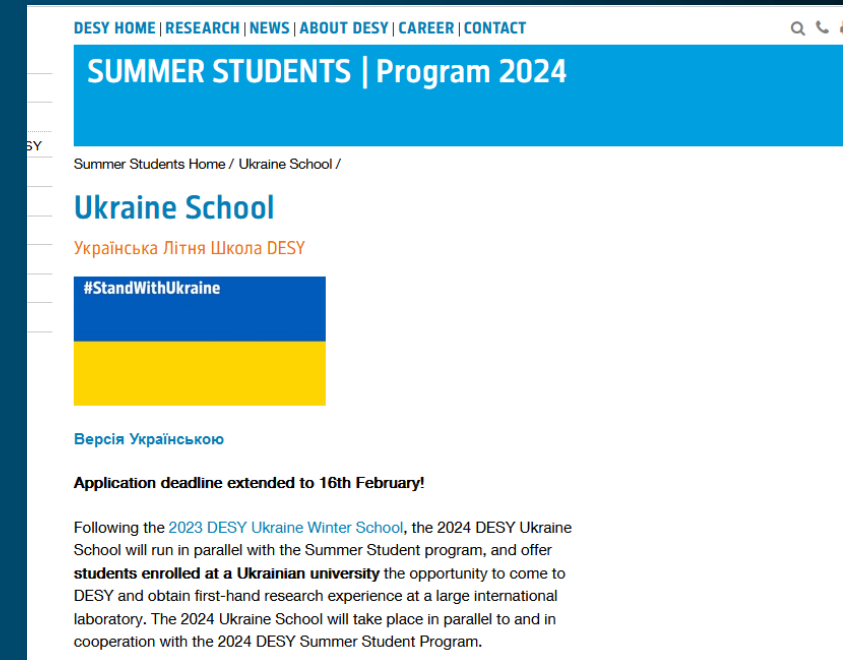 DESY HOME | RESEARCH | NEWS | ABOUT DESY | CAREER | CONTACT
SUMMER STUDENTS | Program 2024
SY
Summer Students Home / Ukraine School /
Ukraine School
Українська Літня Школа DESY
#StandWithUkraine
Версія Українською
Application deadline extended to 16th February!
Following the 2023 DESY Ukraine Winter School, the 2024 DESY Ukraine
School will run in parallel with the Summer Student program, and offer
students enrolled at a Ukrainian university the opportunity to come to
DESY and obtain first-hand research experience at a large international
laboratory. The 2024 Ukraine School will take place in parallel to and in
cooperation with the 2024 DESY Summer Student Program.